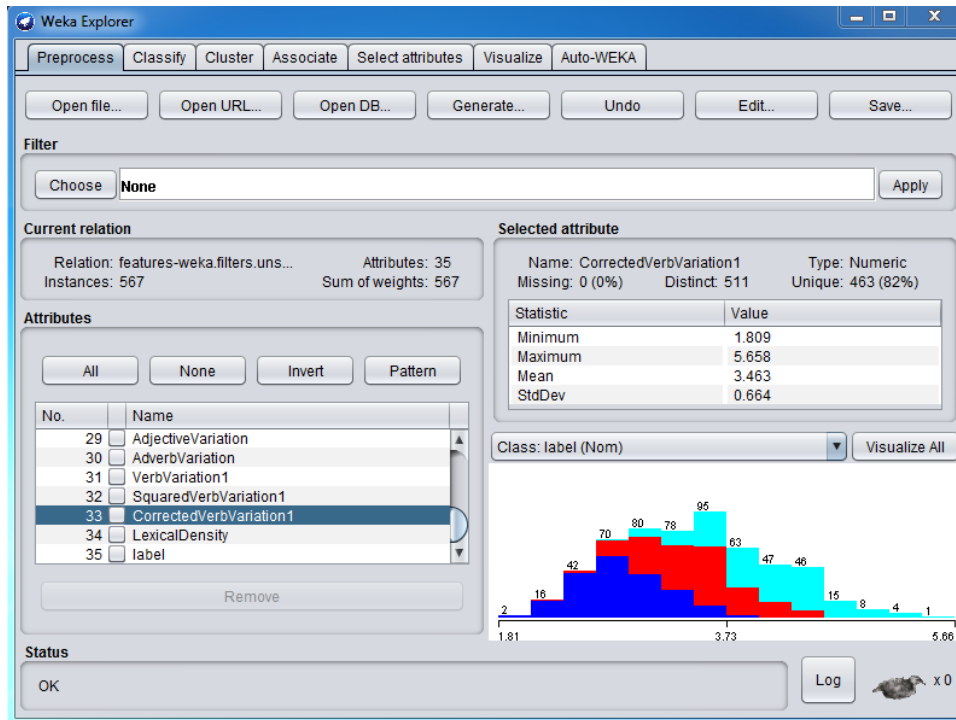 Weka Explorer
Preprocess Classify Cluster Associate Select attributes Visualize Auto-WEKA
Open file... Open URL... Open DB... Generate... Undo Edit... Save...
Filter
Choose None Apply
Current relation
Relation: features-weka.filters.uns... Attributes: 35
Instances: 567 Sum of weights: 567
Selected attribute
Name: CorrectedVerbVariation1 Type: Numeric
Missing: 0 (0%) Distinct: 511 Unique: 463 (82%)
Statistic Value
Minimum 1.809
Maximum 5.658
Mean 3.463
StdDev 0.664
Attributes
All None Invert Pattern
No. Name
29 AdjectiveVariation
30 AdverbVariation
31 VerbVariation1
32 SquaredVerbVariation1
33 CorrectedVerbVariation1
34 LexicalDensity
35 label
Remove
Class: label (Nom) Visualize All
2 16 42 70 80 78 95 63 47 46 15 8 4 1
1.81 3.73 5.66
Status
OK
Log x 0